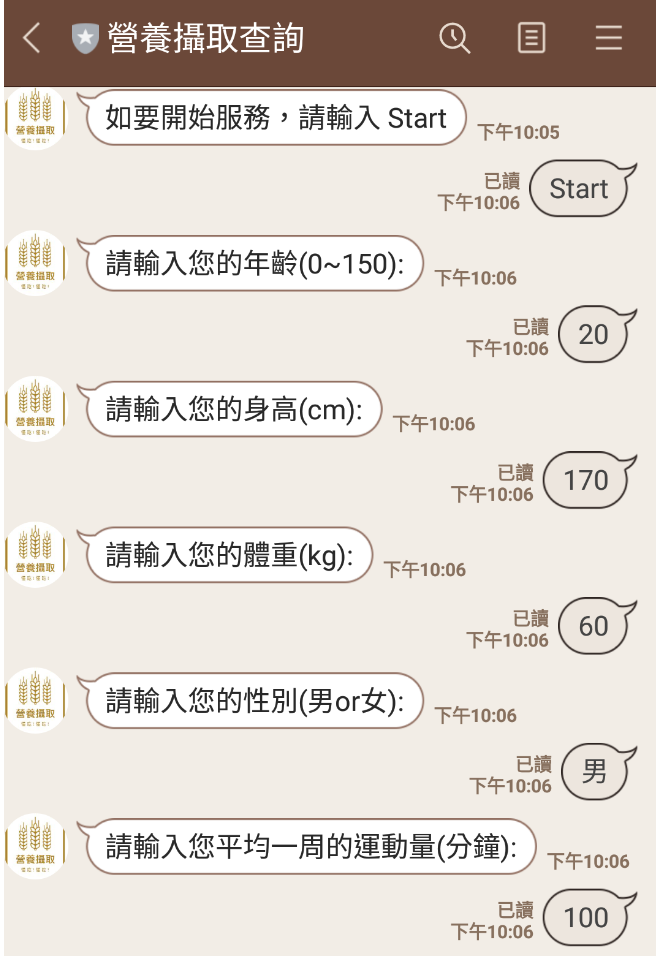 營養攝取查詢
營養攝取
如要開始服務，請輸入 Start
下午10:05
已讀
下午10:06
Start
營養攝取
請輸入您的年齡(0~150):
下午10:06
已讀
下午10:06
20
營養攝取
請輸入您的身高(cm):
下午10:06
已讀
下午10:06
170
營養攝取
請輸入您的體重(kg):
下午10:06
已讀
下午10:06
60
營養攝取
請輸入您的性別(男or女):
下午10:06
已讀
下午10:06
男
營養攝取
請輸入您平均一周的運動量(分鐘):
下午10:06
已讀
下午10:06
100